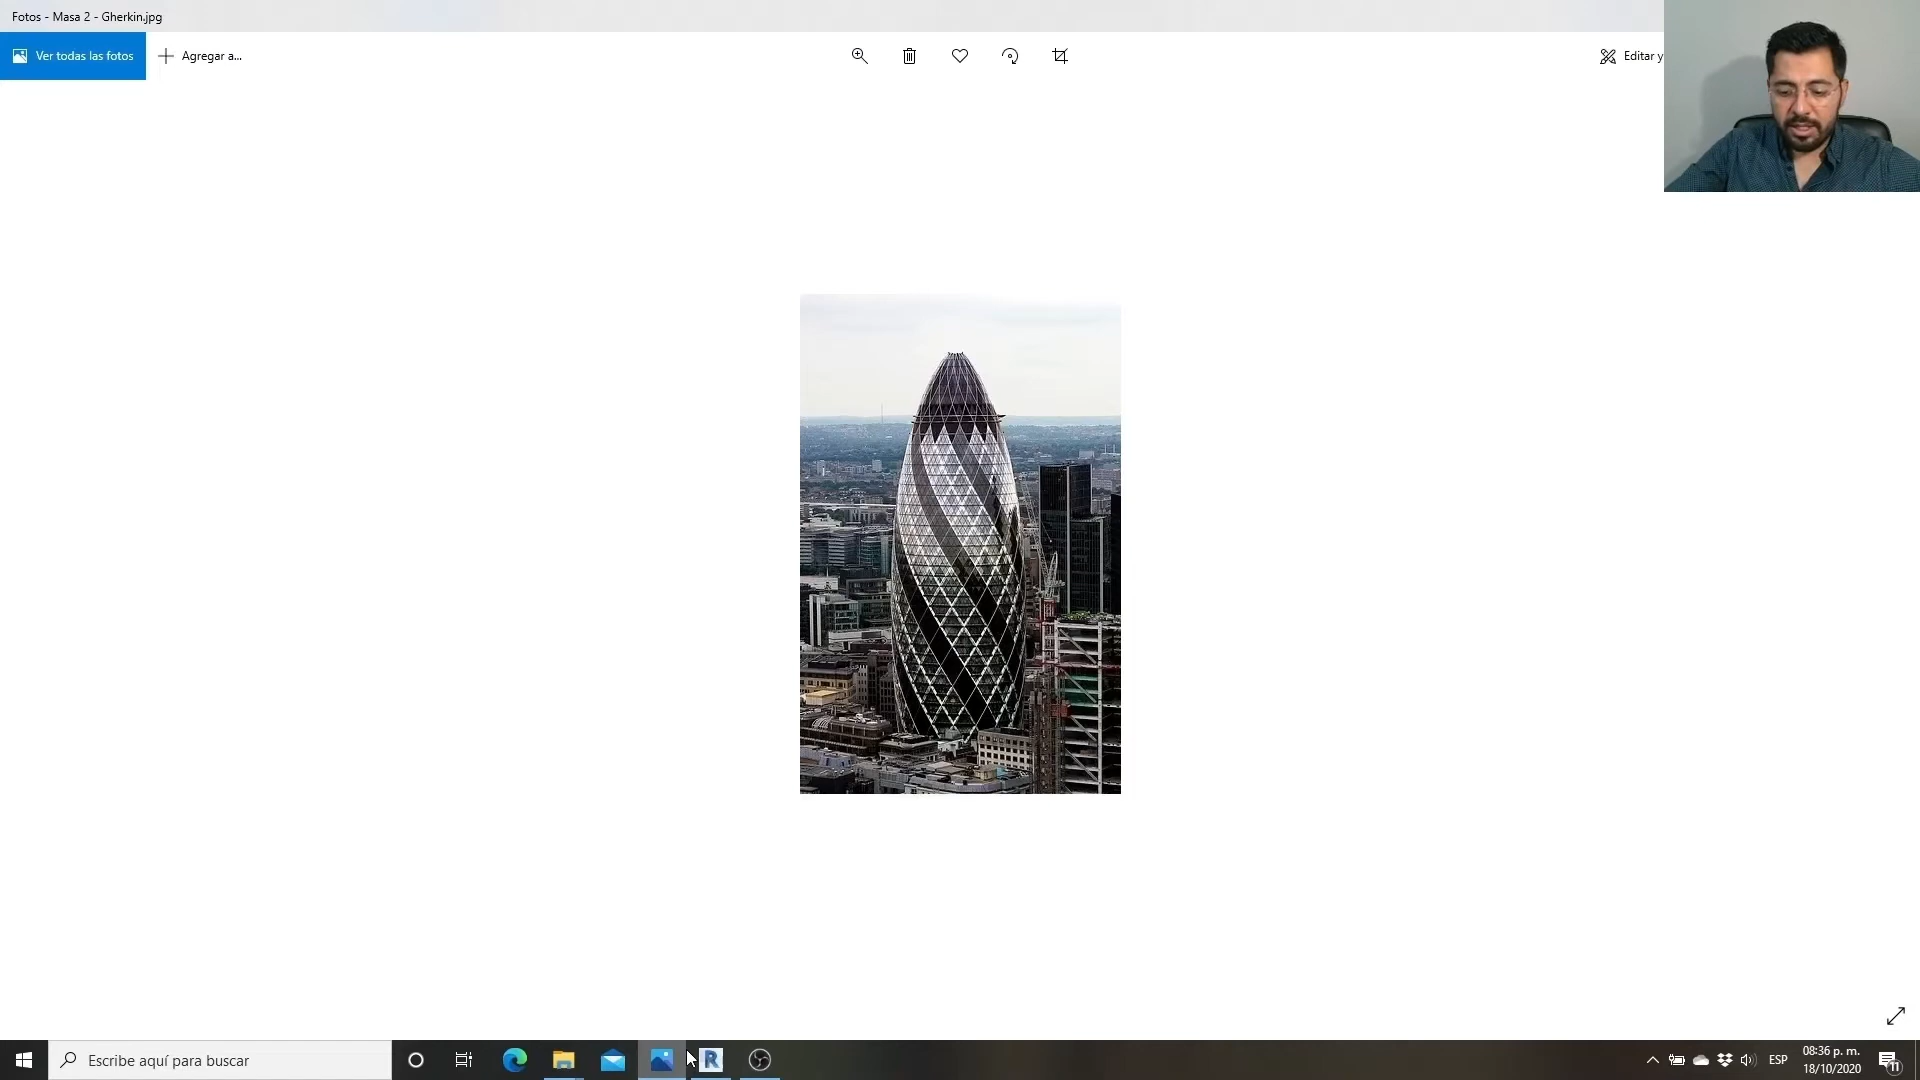 Fotos - Masa 2 - Gherkin.jpg
Ver todas las fotos
Agregar a...
Editar y
Escribe aquí para buscar
R
ESP
08:36 p. m.
18/10/2020
11